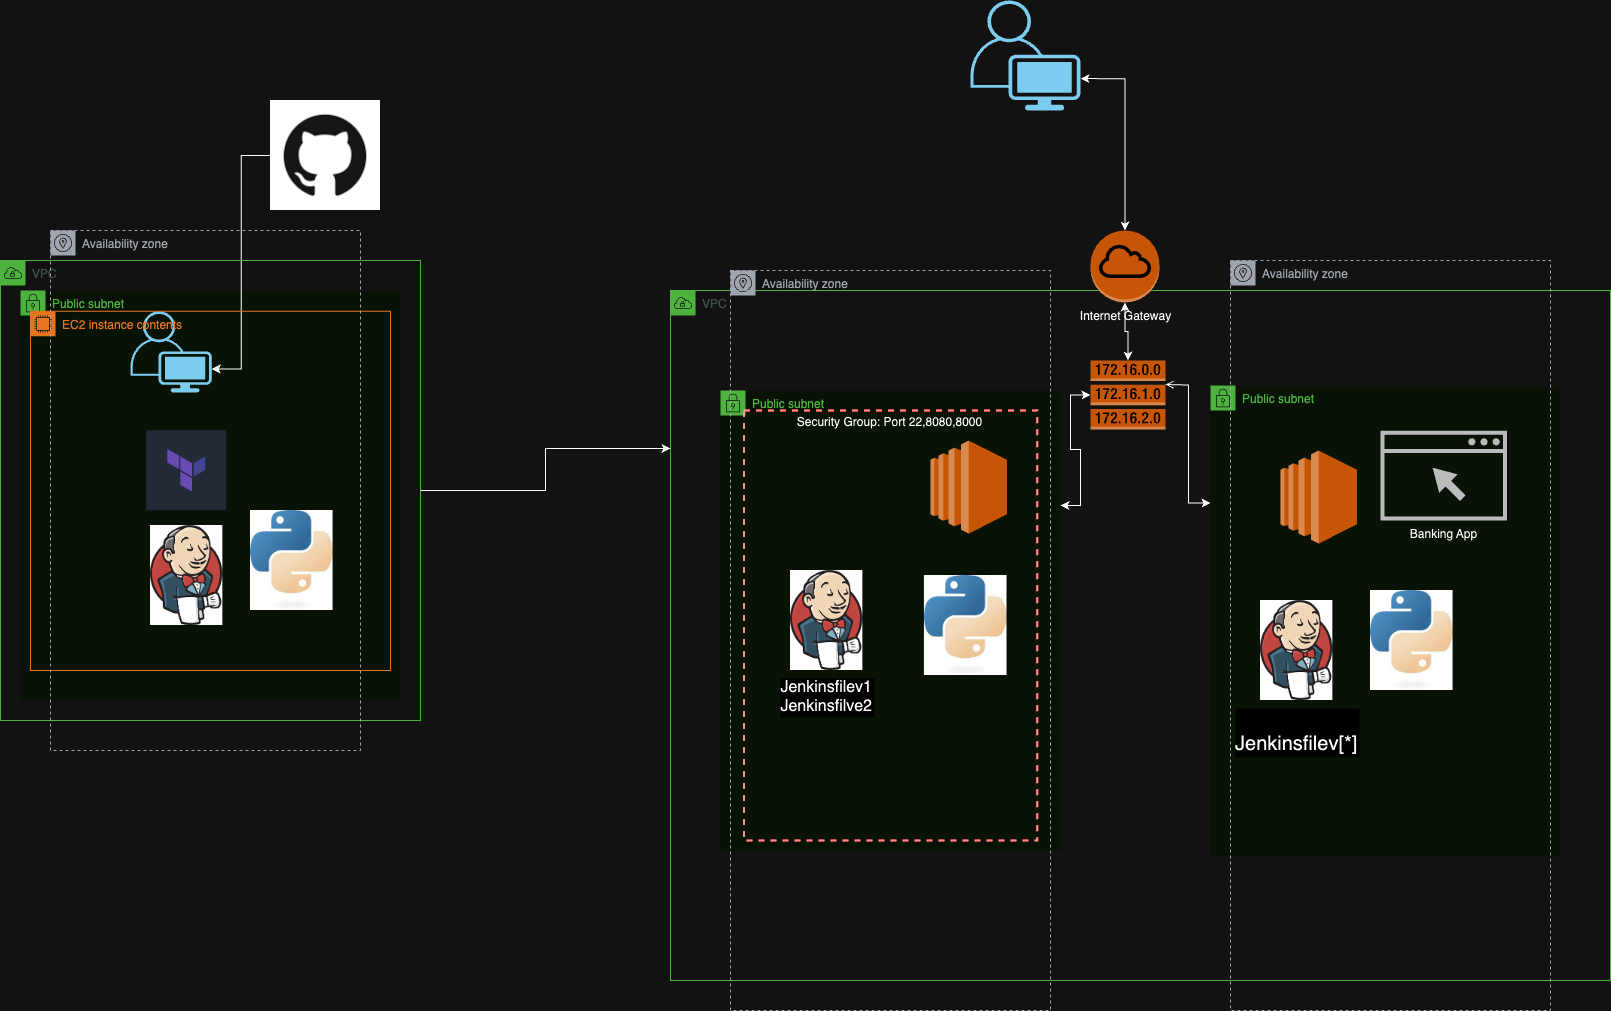 Availability zone
VPC
Public subnet
EC2 instance contents
Availability zone
VPC
Public subnet
Security Group: Port 22,8080,8000
Jenkinsfilev1
Jenkinsfilve2
Internet Gateway
172.16.0.0
172.16.1.0
172.16.2.0
Availability zone
Public subnet
Banking App
Jenkinsfilev[*]